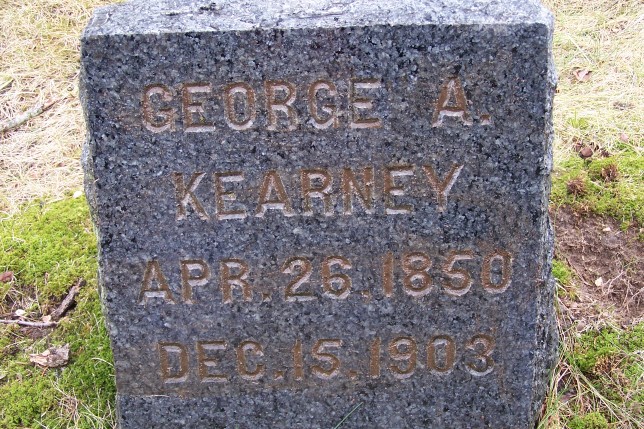 GEORGE A.
KEARNEY
APR. 26. 1850
DEC. 15. 1903